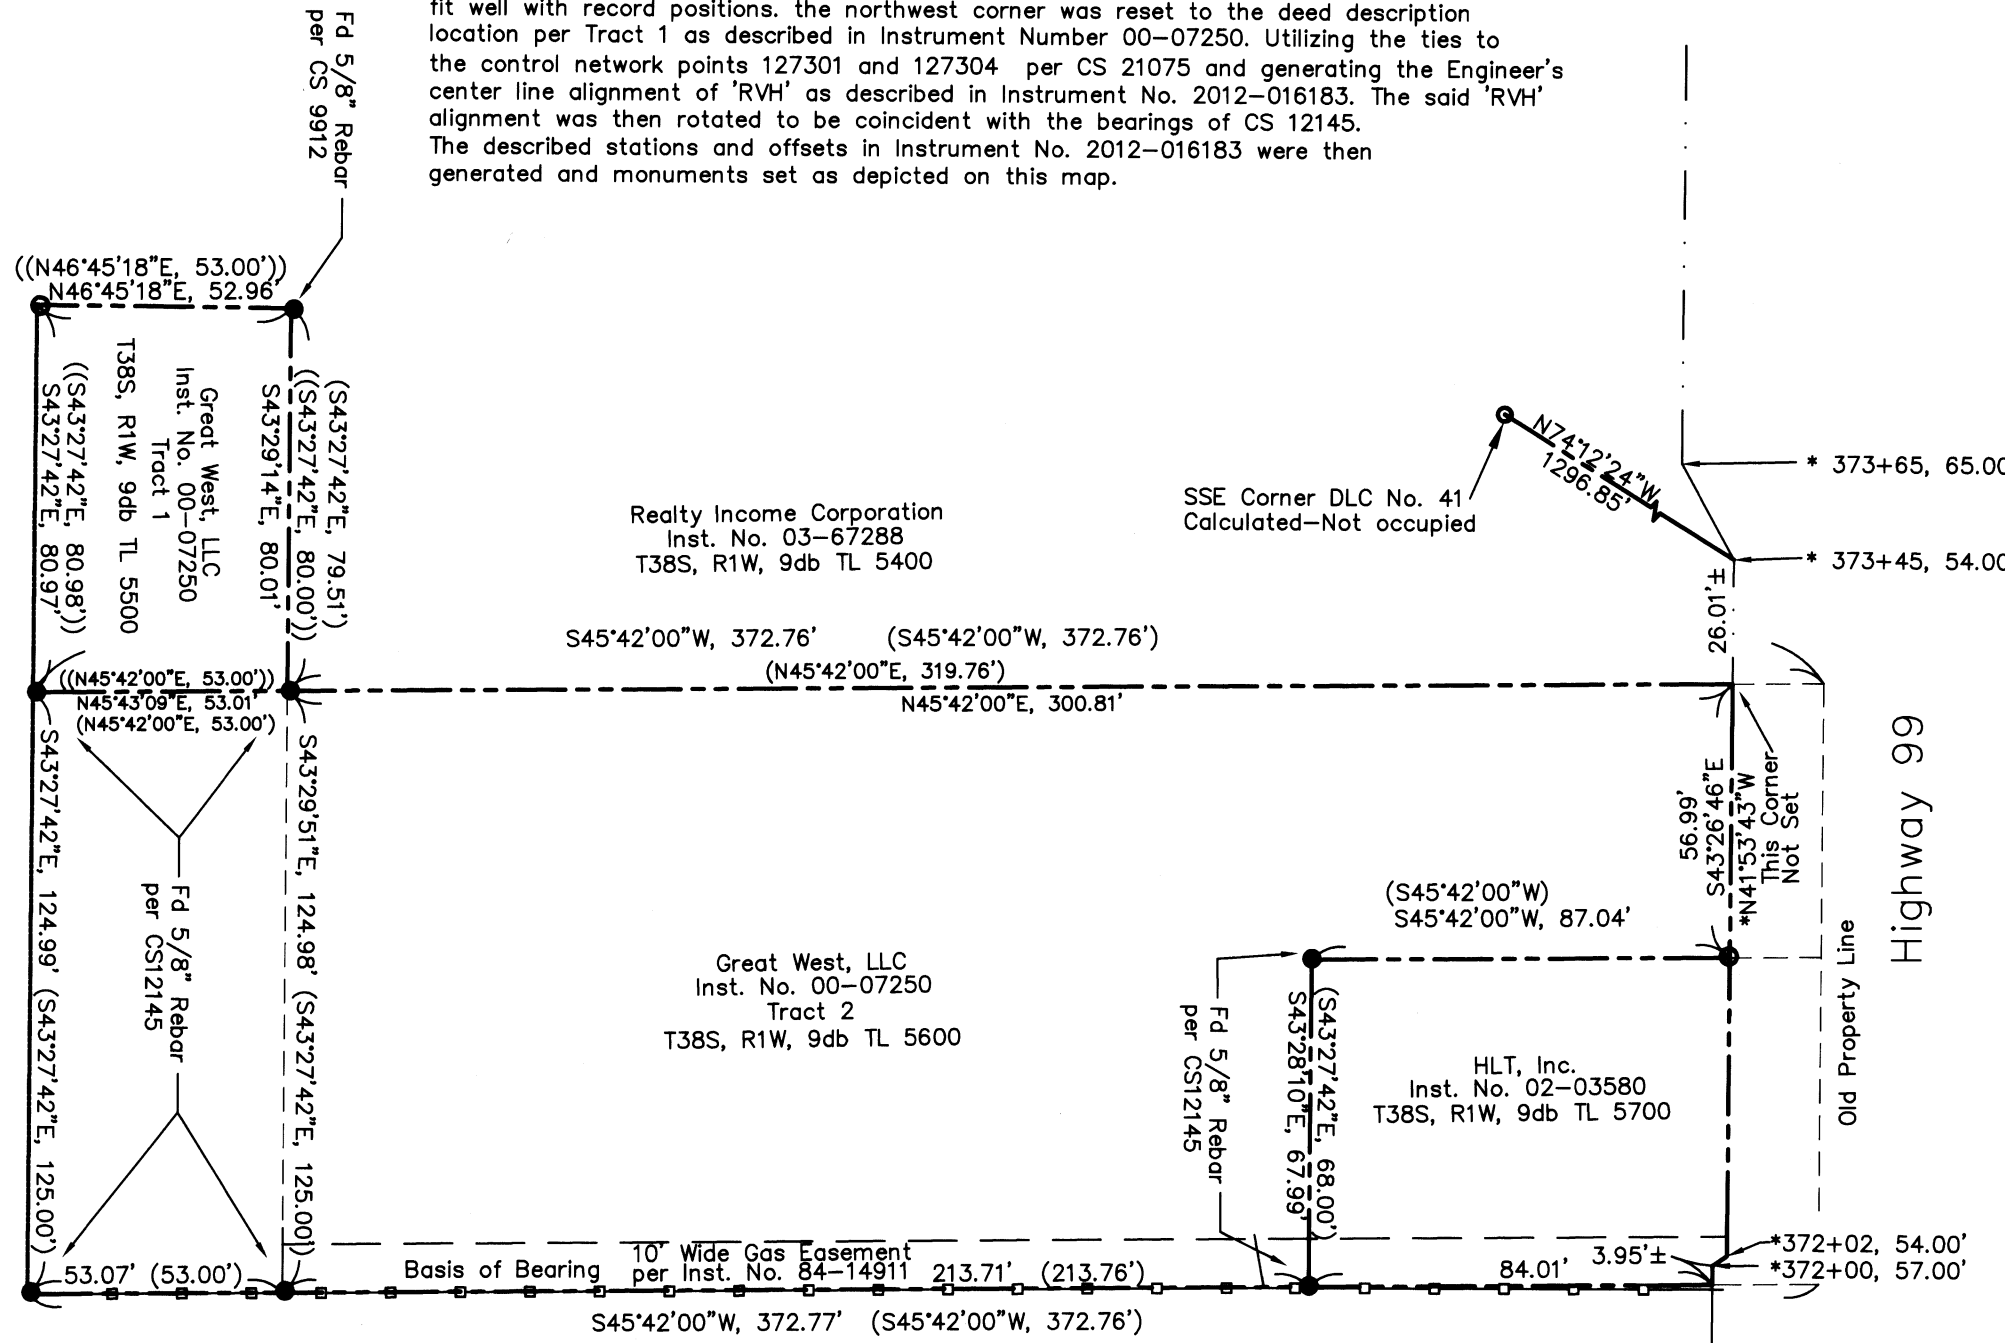 fit well with record positions. the northwest corner was reset to the deed description
location per Tract 1 as described in Instrument Number 00-07250. Utilizing the ties to
the control network points 127301 and 127304 per CS 21075 and generating the Engineer's
center line alignment of 'RVH' as described in Instrument No. 2012-016183. The said 'RVH'
alignment was then rotated to be coincident with the bearings of CS 12145.
The described stations and offsets in Instrument No. 2012-016183 were then
generated and monuments set as depicted on this map.
Fd 5/8" Rebar
per CS 9912
((N46°45'18"E, 53.00'))
N46°45'18"E, 52.96'
((S43°27'42"E, 80.98'))
S43°27'42"E, 80.97'
Great West, LLC
Inst. No. 00-07250
Tract 1
T38S, R1W, 9db TL 5500
(S43°27'42"E, 79.51')
((S43°27'42"E, 80.00'))
S43°29'14"E, 80.01'
Realty Income Corporation
Inst. No. 03-67288
T38S, R1W, 9db TL 5400
SSE Corner DLC No. 41
Calculated-Not occupied
N74°12'24"W
1296.85'
* 373+65, 65.00
* 373+45, 54.00
26.01'±
S45°42'00"W, 372.76' (S45°42'00"W, 372.76')
(N45°42'00"E, 319.76')
N45°42'00"E, 300.81'
((N45°42'00"E, 53.00'))
N45°43'09"E, 53.01'
(N45°42'00"E, 53.00')
S43°27'42"E, 124.99' (S43°27'42"E, 125.00')
Fd 5/8" Rebar
per CS12145
S43°29'51"E, 124.98' (S43°27'42"E, 125.00')
Great West, LLC
Inst. No. 00-07250
Tract 2
T38S, R1W, 9db TL 5600
56.99'
S43°26'46"E
*N41°53'43"W
This Corner
Not Set
Highway 99
Old Property Line
(S45°42'00"W)
S45°42'00"W, 87.04'
Fd 5/8" Rebar
per CS12145
(S43°27'42"E, 68.00')
S43°28'10"E, 67.99'
HLT, Inc.
Inst. No. 02-03580
T38S, R1W, 9db TL 5700
*372+02, 54.00'
*372+00, 57.00'
3.95'±
84.01'
53.07' (53.00')
Basis of Bearing
10' Wide Gas Easement
per Inst. No. 84-14911
213.71' (213.76')
S45°42'00"W, 372.77' (S45°42'00"W, 372.76')